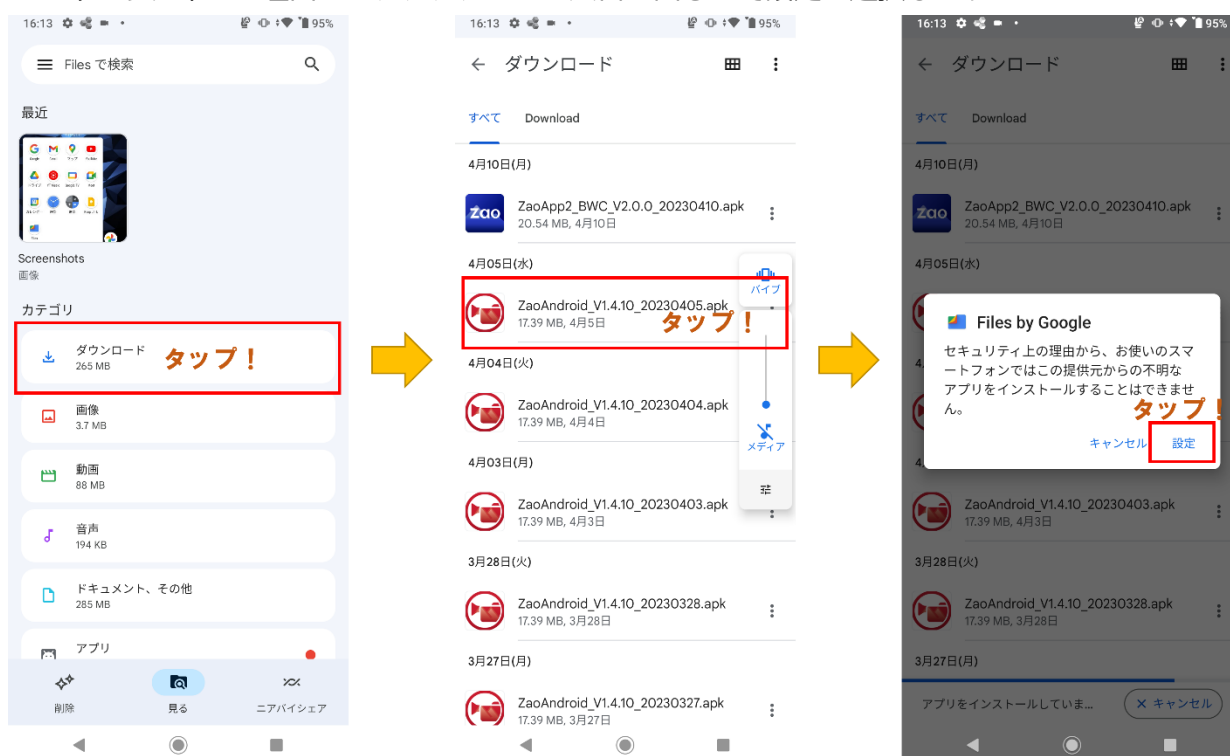 16:13 95%
Files で検索
最近
Screenshots
画像
カテゴリ
ダウンロード
265 MB
タップ！
画像
3.7 MB
動画
88 MB
音声
194 KB
ドキュメント、その他
285 MB
アプリ
削除
見る
ニアバイシェア
16:13 95%
ダウンロード
すべて Download
4月10日(月)
zao
ZaoApp2_BWC_V2.0.0_20230410.apk
20.54 MB, 4月10日
4月05日(水)
バイブ
ZaoAndroid_V1.4.10_20230405.apk
17.39 MB, 4月5日
タップ！
4月04日(火)
ZaoAndroid_V1.4.10_20230404.apk
17.39 MB, 4月4日
メディア
4月03日(月)
ZaoAndroid_V1.4.10_20230403.apk
17.39 MB, 4月3日
3月28日(火)
ZaoAndroid_V1.4.10_20230328.apk
17.39 MB, 3月28日
3月27日(月)
ZaoAndroid_V1.4.10_20230327.apk
17.39 MB, 3月27日
16:13 95%
ダウンロード
すべて Download
4月10日(月)
zao
ZaoApp2_BWC_V2.0.0_20230410.apk
20.54 MB, 4月10日
4月05日(水)
Files by Google
セキュリティ上の理由から、お使いのスマ
ートフォンではこの提供元からの不明な
アプリをインストールすることはできませ
ん。
タップ！
キャンセル 設定
ZaoAndroid_V1.4.10_20230403.apk
17.39 MB, 4月3日
3月28日(火)
ZaoAndroid_V1.4.10_20230328.apk
17.39 MB, 3月28日
3月27日(月)
アプリをインストールしていま...
キャンセル